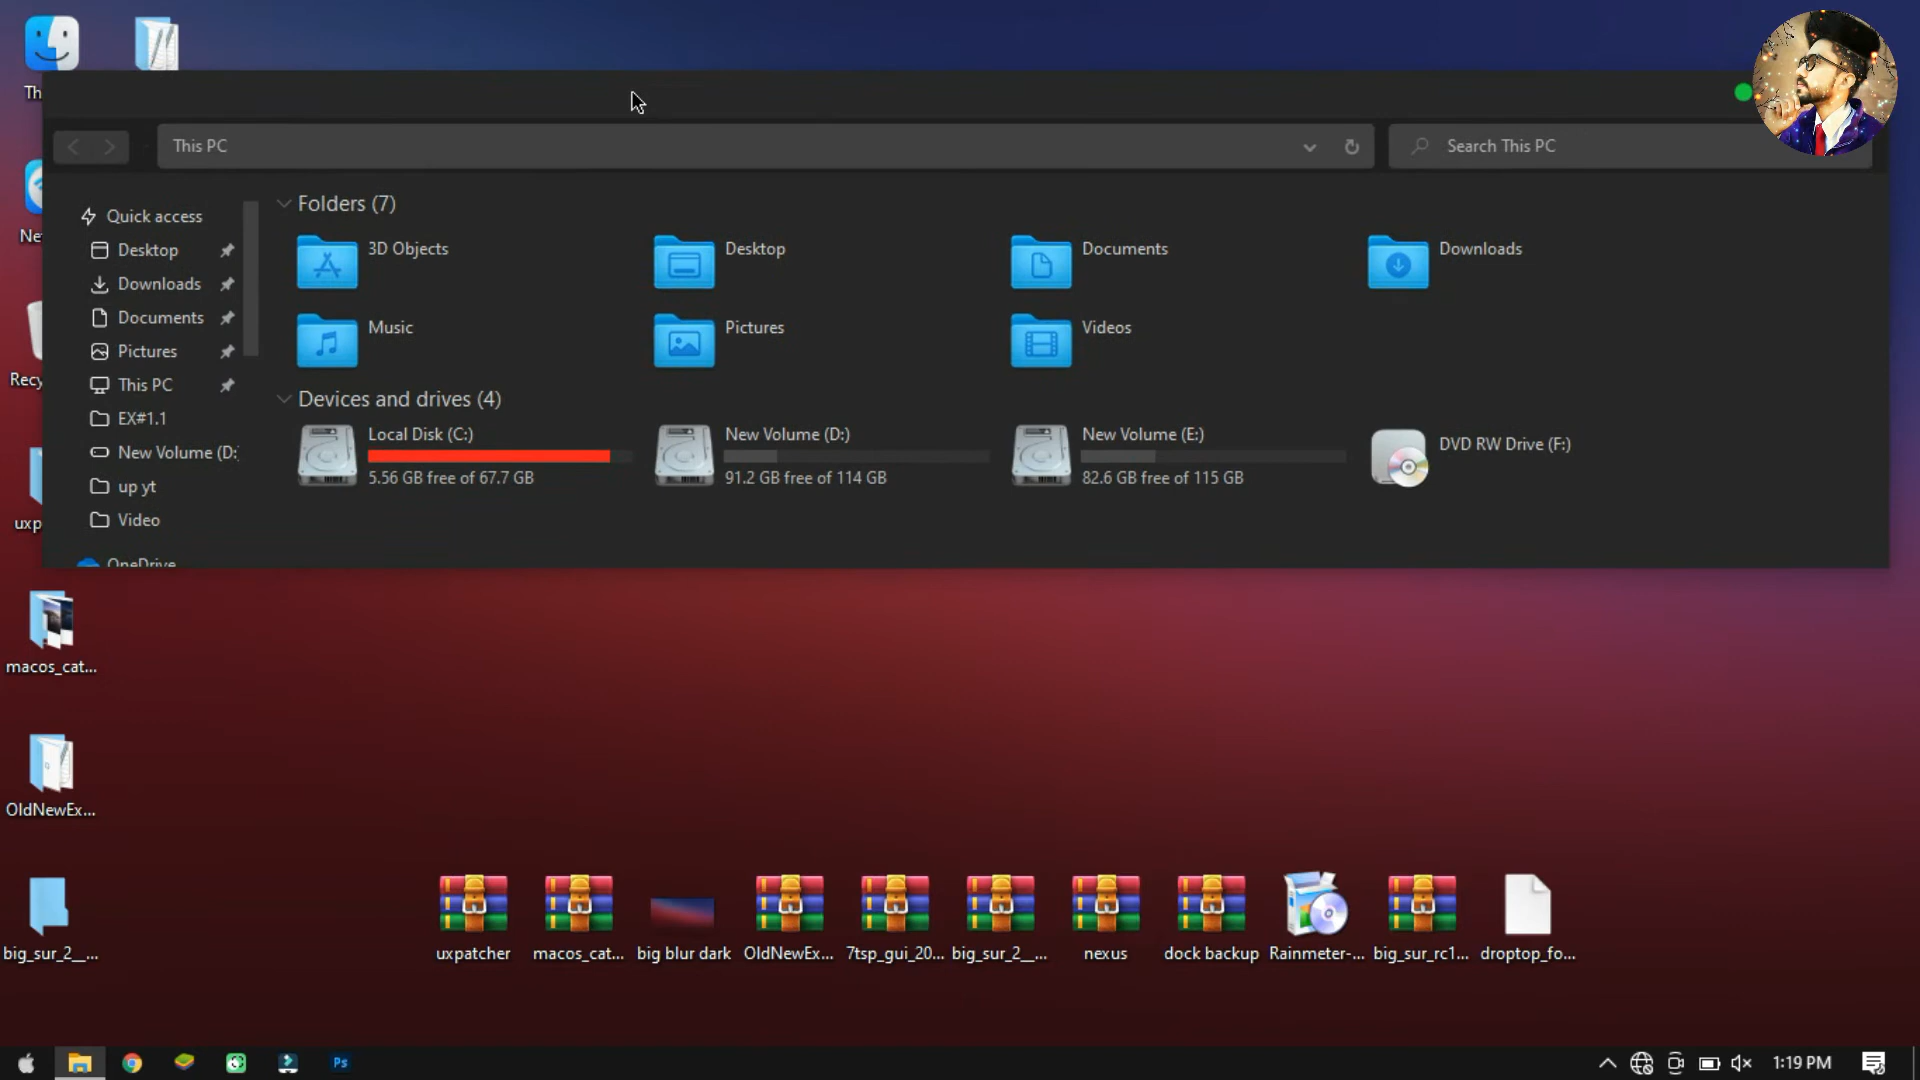 Th
This PC
Search This PC
Quick access
Desktop
Downloads
Documents
Pictures
This PC
EX#1.1
New Volume (D:
up yt
Video
OneDrive
Folders (7)
3D Objects
Desktop
Documents
Downloads
Music
Pictures
Videos
Devices and drives (4)
Local Disk (C:)
5.56 GB free of 67.7 GB
New Volume (D:)
91.2 GB free of 114 GB
New Volume (E:)
82.6 GB free of 115 GB
DVD RW Drive (F:)
Ne
Recy
uxp
macos_cat...
OldNewEx...
big_sur_2__...
uxpatcher
macos_cat...
big blur dark
OldNewEx...
7tsp_gui_20...
big_sur_2__...
nexus
dock backup
Rainmeter-...
big_sur_rc1...
droptop_fo...
Ps
1:19 PM